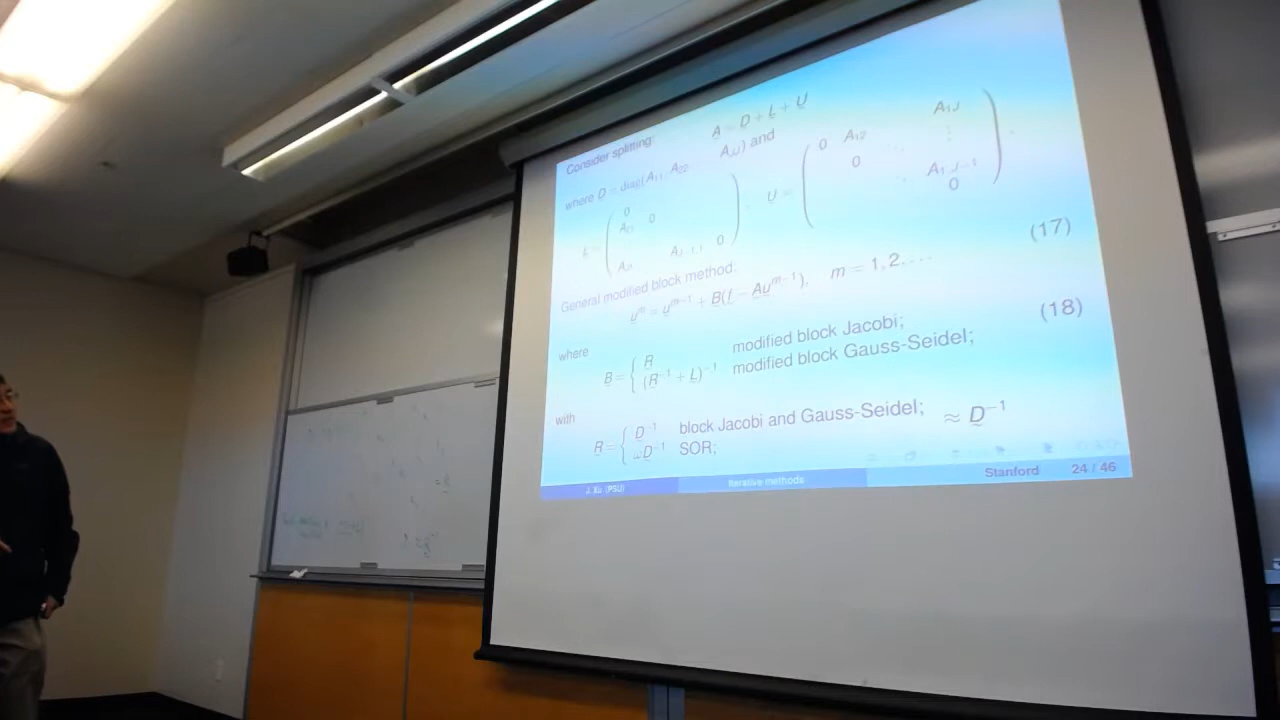 Consider splitting:
A = D + L + U
where D = diag(A11, A22, ..., AJJ) and
L = ( 0 A21 0 AJ1 AJ,J-1 0 ), U = ( 0 A12 A1J 0 ⋱ ⋮ A1,J-1 0 ).
(17)
General modified block method:
u^m = u^{m-1} + B(f − Au^{m-1}), m = 1, 2, ....
(18)
where
B = { R modified block Jacobi;
(R^{-1} + L)^{-1} modified block Gauss-Seidel;
with
R = { D^{-1} block Jacobi and Gauss-Seidel;
ωD^{-1} SOR;
≈ D^{-1}
J. Xu (PSU) Iterative methods Stanford 24 / 46